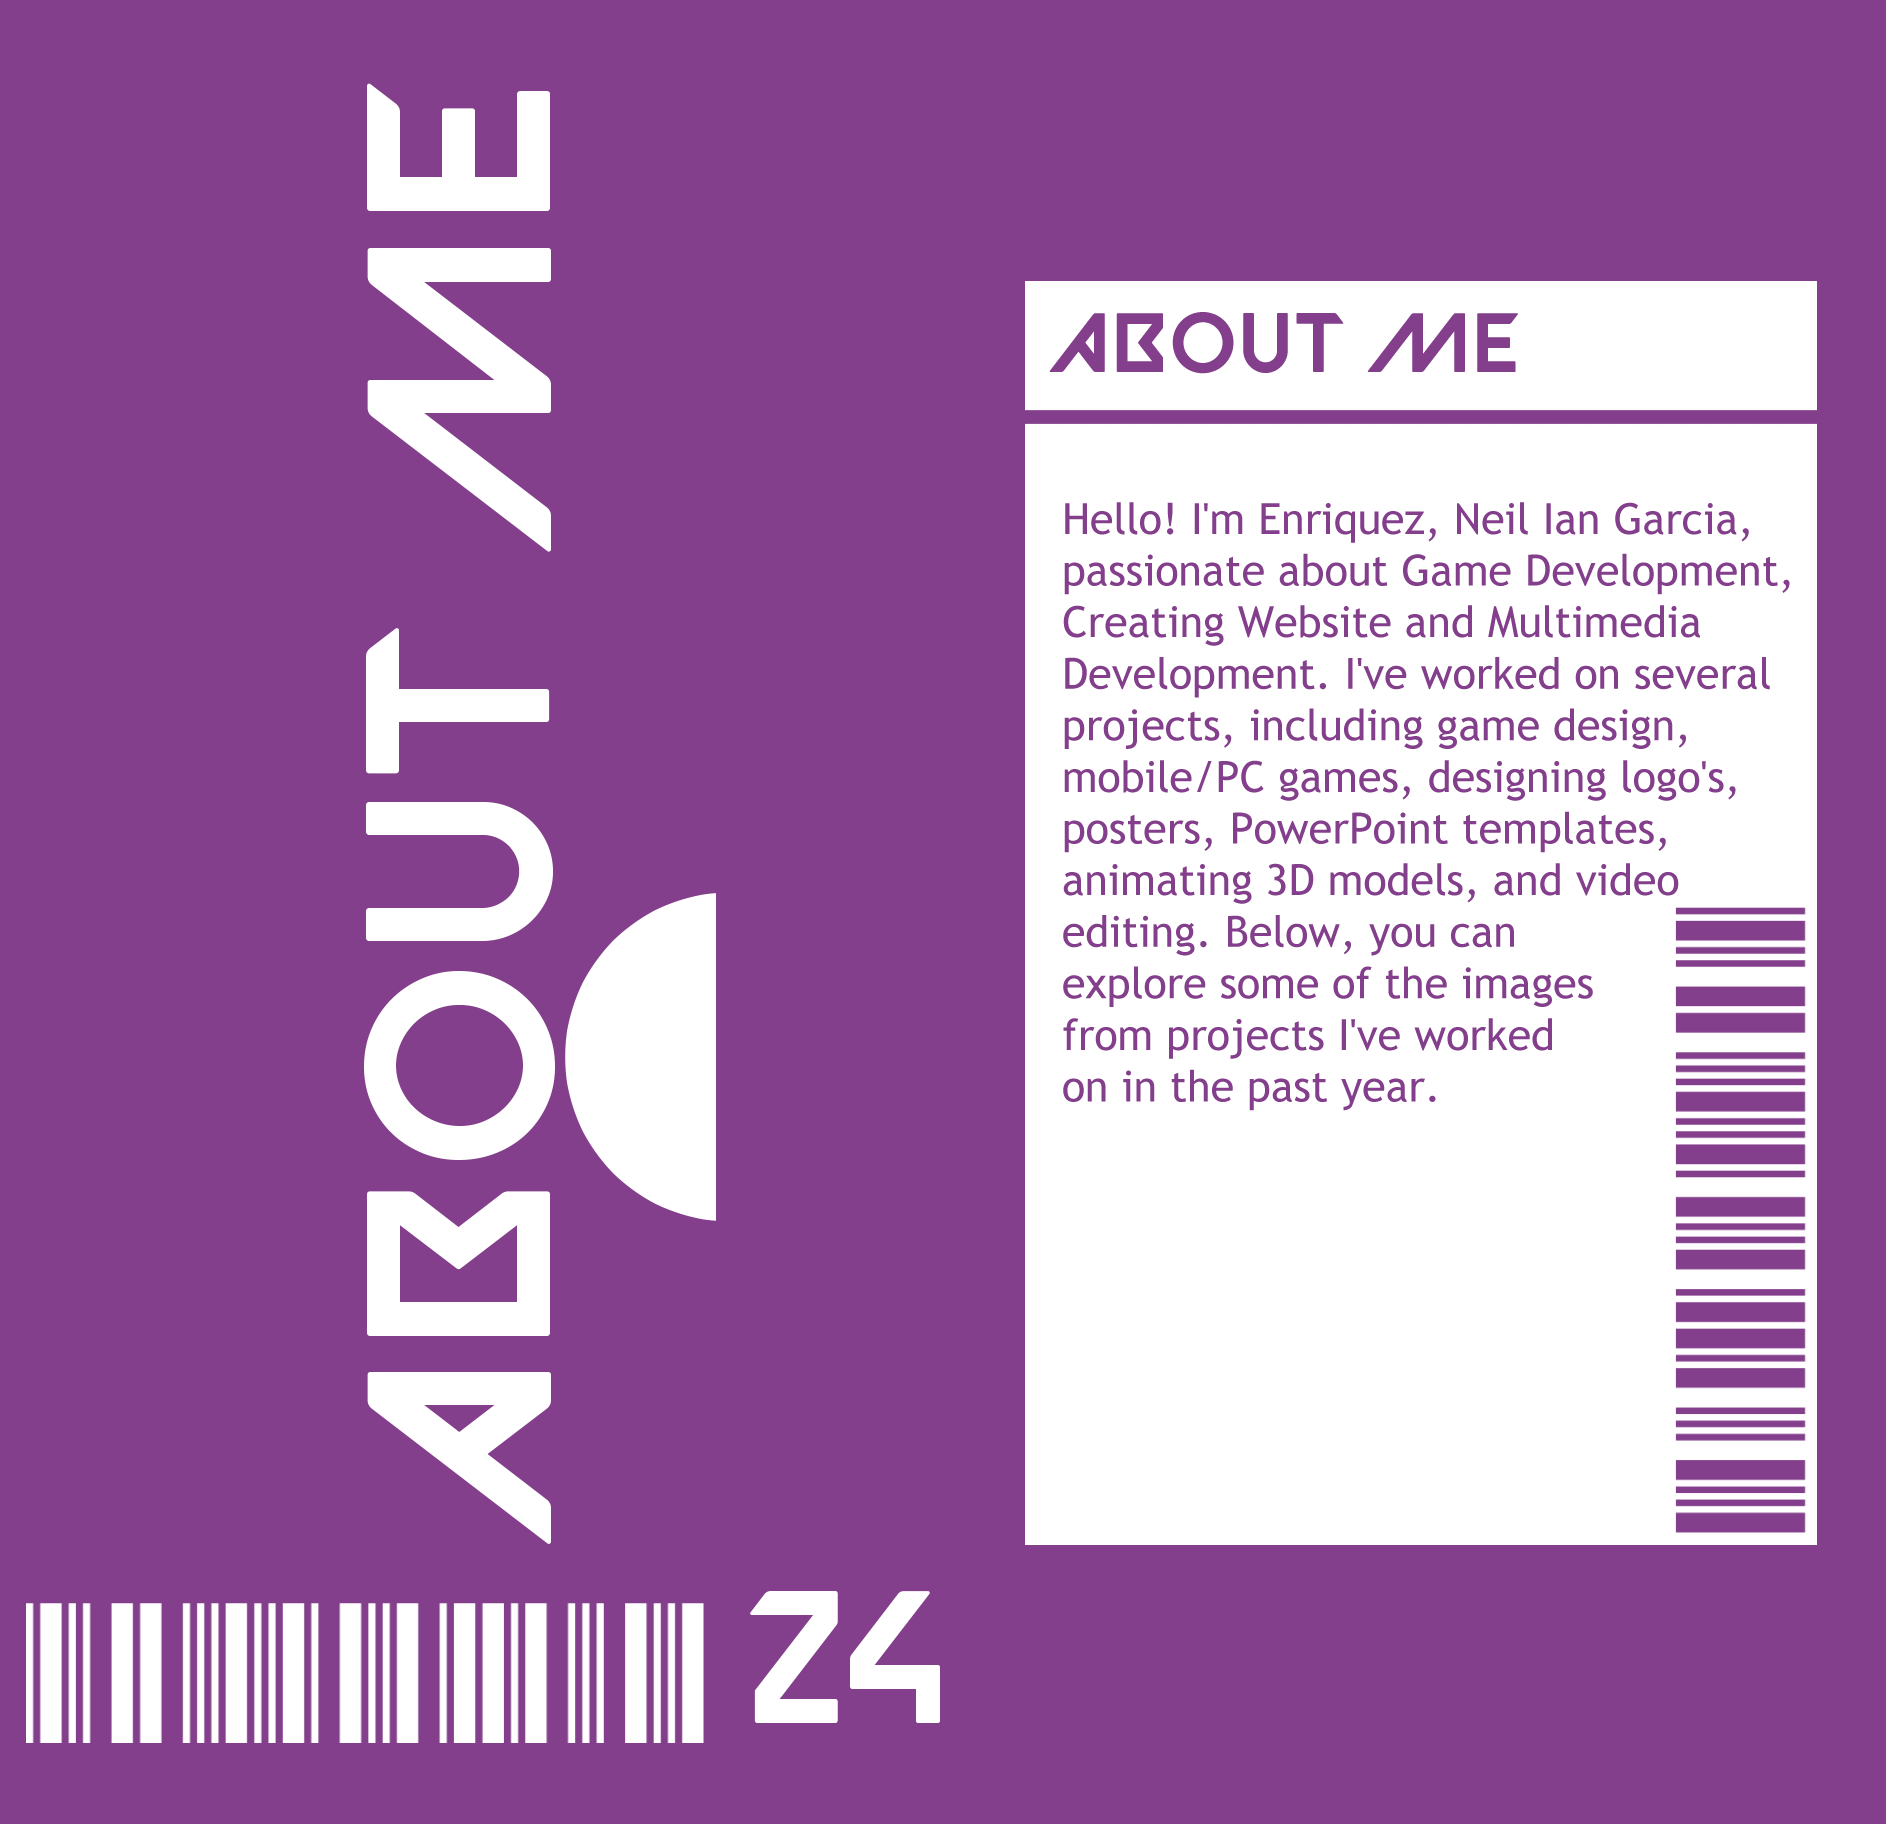 ABOUT ME
ABOUT ME
Hello! I'm Enriquez, Neil Ian Garcia,
passionate about Game Development,
Creating Website and Multimedia
Development. I've worked on several
projects, including game design,
mobile/PC games, designing logo's,
posters, PowerPoint templates,
animating 3D models, and video
editing. Below, you can
explore some of the images
from projects I've worked
on in the past year.
24